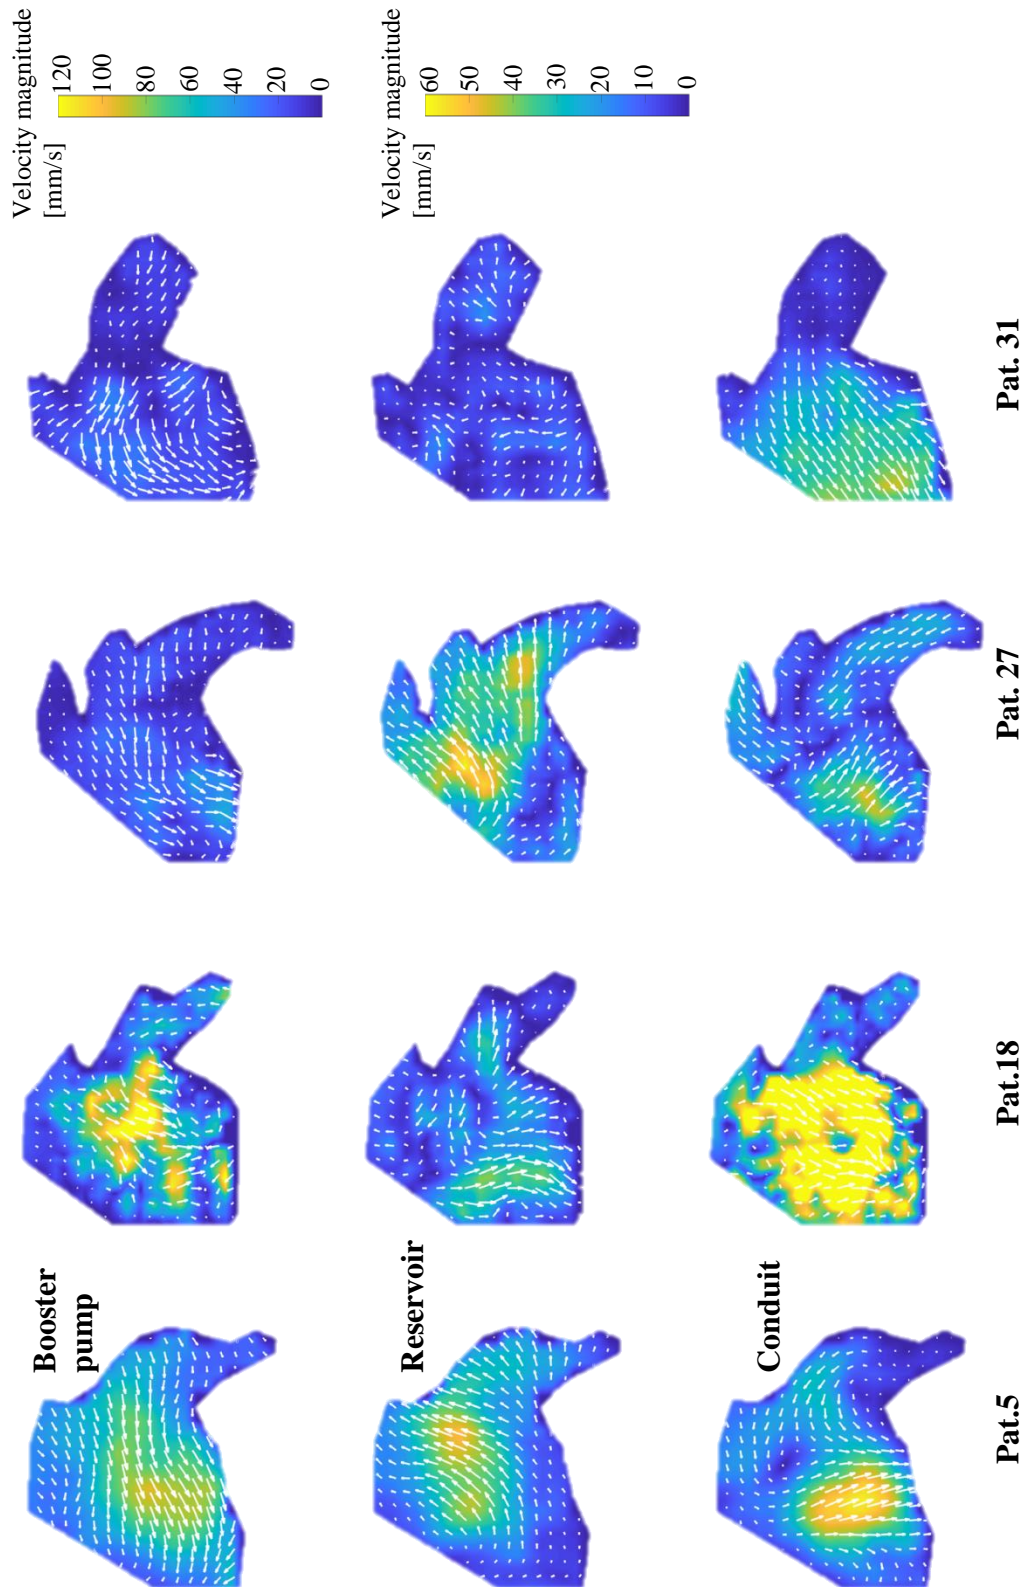 Booster
pump
Velocity magnitude
[mm/s]
120
100
80
60
40
20
0
Reservoir
Velocity magnitude
[mm/s]
60
50
40
30
20
10
0
Conduit
Pat.5
Pat.18
Pat. 27
Pat. 31